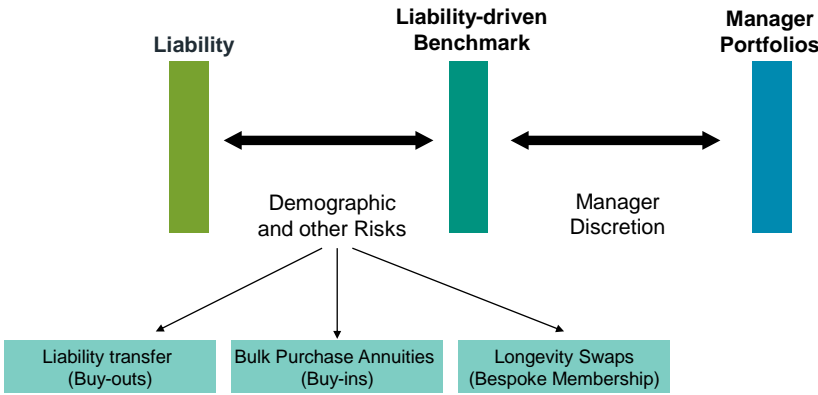 Liability
Liability-driven
Benchmark
Manager
Portfolios
Demographic
and other Risks
Manager
Discretion
Liability transfer
(Buy-outs)
Bulk Purchase Annuities
(Buy-ins)
Longevity Swaps
(Bespoke Membership)